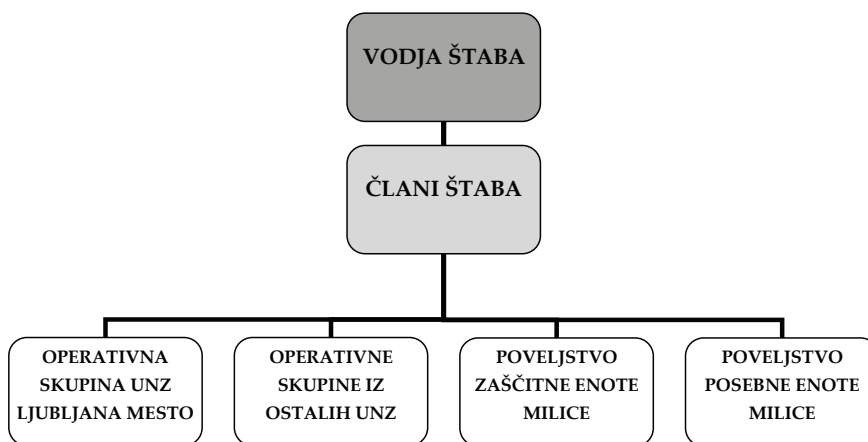 VODJA ŠTABA
ČLANI ŠTABA
OPERATIVNA
SKUPINA UNZ
LJUBLJANA MESTO
OPERATIVNE
SKUPINE IZ
OSTALIH UNZ
POVELJSTVO
ZAŠČITNE ENOTE
MILICE
POVELJSTVO
POSEBNE ENOTE
MILICE